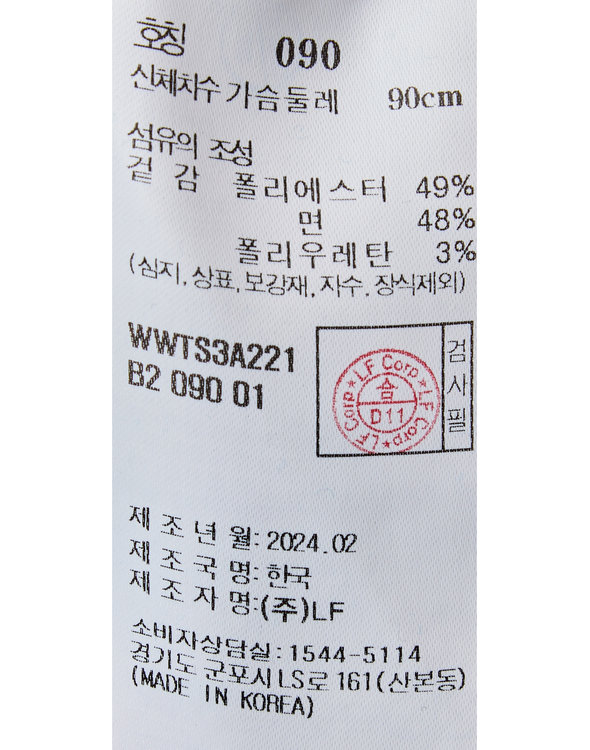 호칭 090
신체치수 가슴둘레 90cm
섬유의 조성
겉 감 폴리에스터 49%
면 48%
폴리우레탄 3%
(심지, 상표, 보강재, 자수. 장식제외)
WWTS3A221
B2 090 01
LF Corp ★ LF Corp ★ LF Corp ★
合
D11
검사필
제 조 년 월: 2024.02
제 조 국 명: 한국
제 조 자 명:(주)LF
소비자상담실: 1544-5114
경기도 군포시 LS로 161(산본동)
(MADE IN KOREA)